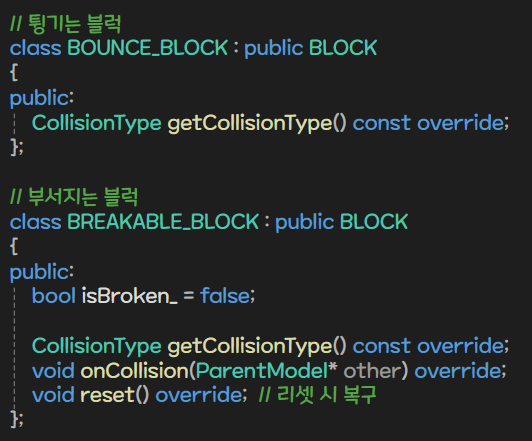 // 튕기는 블럭
class BOUNCE_BLOCK : public BLOCK
{
public:
    CollisionType getCollisionType() const override;
};

// 부서지는 블럭
class BREAKABLE_BLOCK : public BLOCK
{
public:
    bool isBroken_ = false;

    CollisionType getCollisionType() const override;
    void onCollision(ParentModel* other) override;
    void reset() override;  // 리셋 시 복구
};